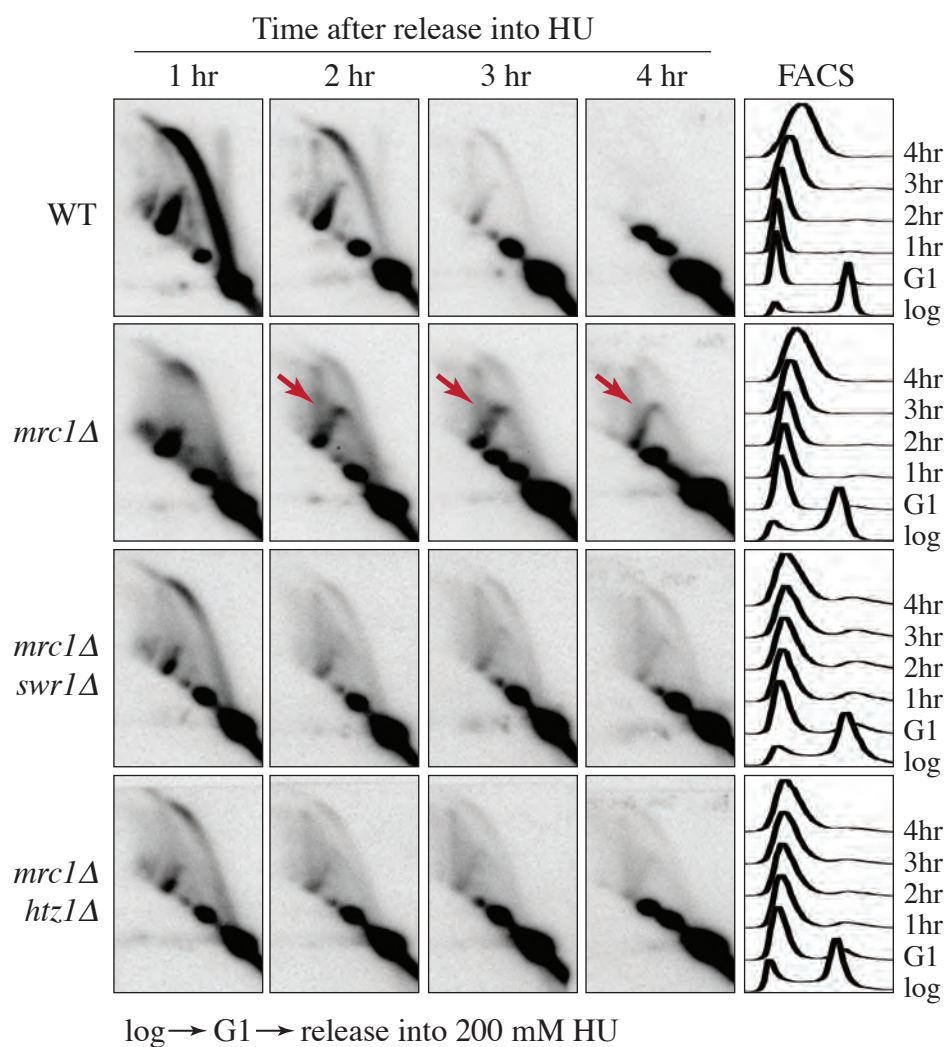 Time after release into HU
1 hr 2 hr 3 hr 4 hr FACS
WT
4hr
3hr
2hr
1hr
G1
log
mrc1Δ
4hr
3hr
2hr
1hr
G1
log
mrc1Δ
swr1Δ
4hr
3hr
2hr
1hr
G1
log
mrc1Δ
htz1Δ
4hr
3hr
2hr
1hr
G1
log
log → G1 → release into 200 mM HU